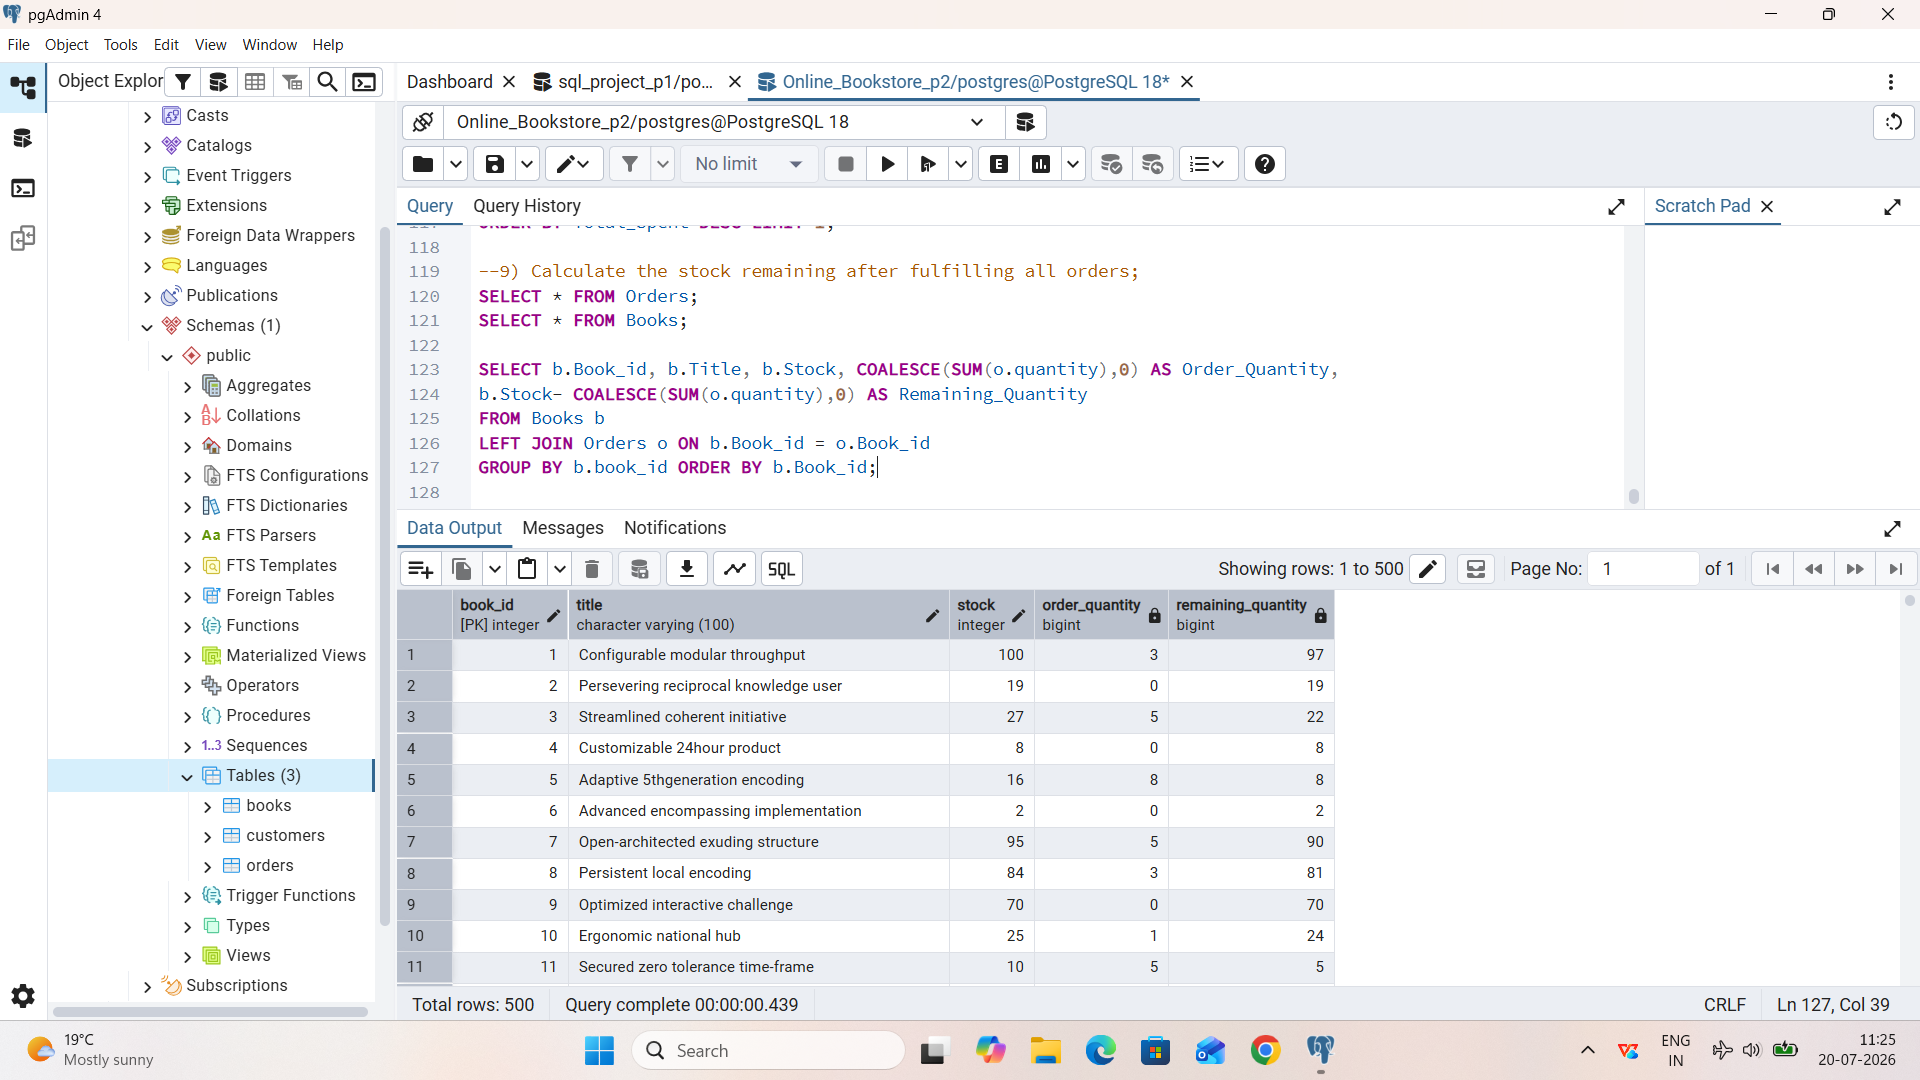 pgAdmin 4
File Object Tools Edit View Window Help
Object Explor
Dashboard
sql_project_p1/po...
Online_Bookstore_p2/postgres@PostgreSQL 18*
Casts
Catalogs
Event Triggers
Extensions
Foreign Data Wrappers
Languages
Publications
Schemas (1)
public
Aggregates
Collations
Domains
FTS Configurations
FTS Dictionaries
FTS Parsers
FTS Templates
Foreign Tables
Functions
Materialized Views
Operators
Procedures
Sequences
Tables (3)
books
customers
orders
Trigger Functions
Types
Views
Subscriptions
Online_Bookstore_p2/postgres@PostgreSQL 18
No limit
Query Query History
Scratch Pad
118
119 --9) Calculate the stock remaining after fulfilling all orders;
120 SELECT * FROM Orders;
121 SELECT * FROM Books;
122
123 SELECT b.Book_id, b.Title, b.Stock, COALESCE(SUM(o.quantity),0) AS Order_Quantity,
124 b.Stock- COALESCE(SUM(o.quantity),0) AS Remaining_Quantity
125 FROM Books b
126 LEFT JOIN Orders o ON b.Book_id = o.Book_id
127 GROUP BY b.book_id ORDER BY b.Book_id;
128
Data Output Messages Notifications
SQL Showing rows: 1 to 500 Page No: 1 of 1
book_id title stock order_quantity remaining_quantity
[PK] integer character varying (100) integer bigint bigint
1 1 Configurable modular throughput 100 3 97
2 2 Persevering reciprocal knowledge user 19 0 19
3 3 Streamlined coherent initiative 27 5 22
4 4 Customizable 24hour product 8 0 8
5 5 Adaptive 5thgeneration encoding 16 8 8
6 6 Advanced encompassing implementation 2 0 2
7 7 Open-architected exuding structure 95 5 90
8 8 Persistent local encoding 84 3 81
9 9 Optimized interactive challenge 70 0 70
10 10 Ergonomic national hub 25 1 24
11 11 Secured zero tolerance time-frame 10 5 5
Total rows: 500 Query complete 00:00:00.439 CRLF Ln 127, Col 39
19°C
Mostly sunny
Search
ENG
IN
11:25
20-07-2026